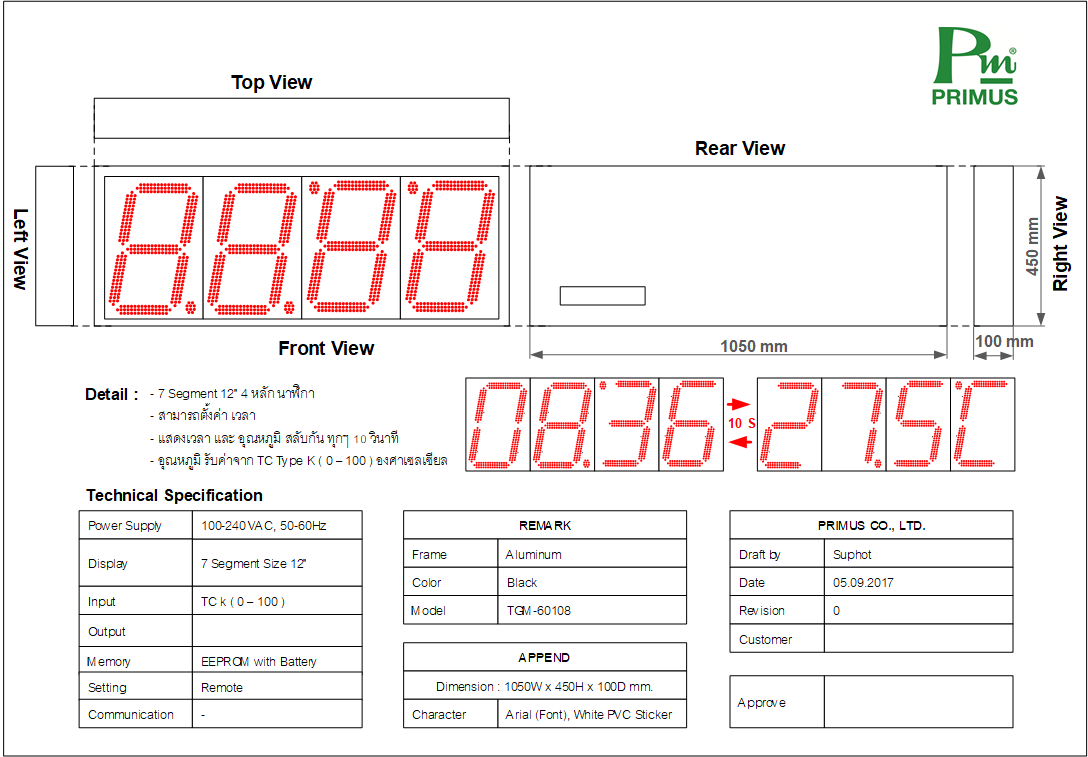 Pm®
PRIMUS
Top View
Rear View
Left View
Right View
450 mm
Front View
1050 mm
100 mm
Detail : - 7 Segment 12" 4 หลัก นาฬิกา
- สามารถตั้งค่า เวลา
- แสดงเวลา และ อุณหภูมิ สลับกัน ทุกๆ 10 วินาที
- อุณหภูมิ รับค่าจาก TC Type K ( 0 – 100 ) องศาเซลเซียล
08:36
10 S
27.5°C
Technical Specification
Power Supply 100-240VAC, 50-60Hz
Display 7 Segment Size 12"
Input TC k ( 0 – 100 )
Output
Memory EEPROM with Battery
Setting Remote
Communication -
REMARK
Frame Aluminum
Color Black
Model TGM-60108
APPEND
Dimension : 1050W x 450H x 100D mm.
Character Arial (Font), White PVC Sticker
PRIMUS CO., LTD.
Draft by Suphot
Date 05.09.2017
Revision 0
Customer
Approve